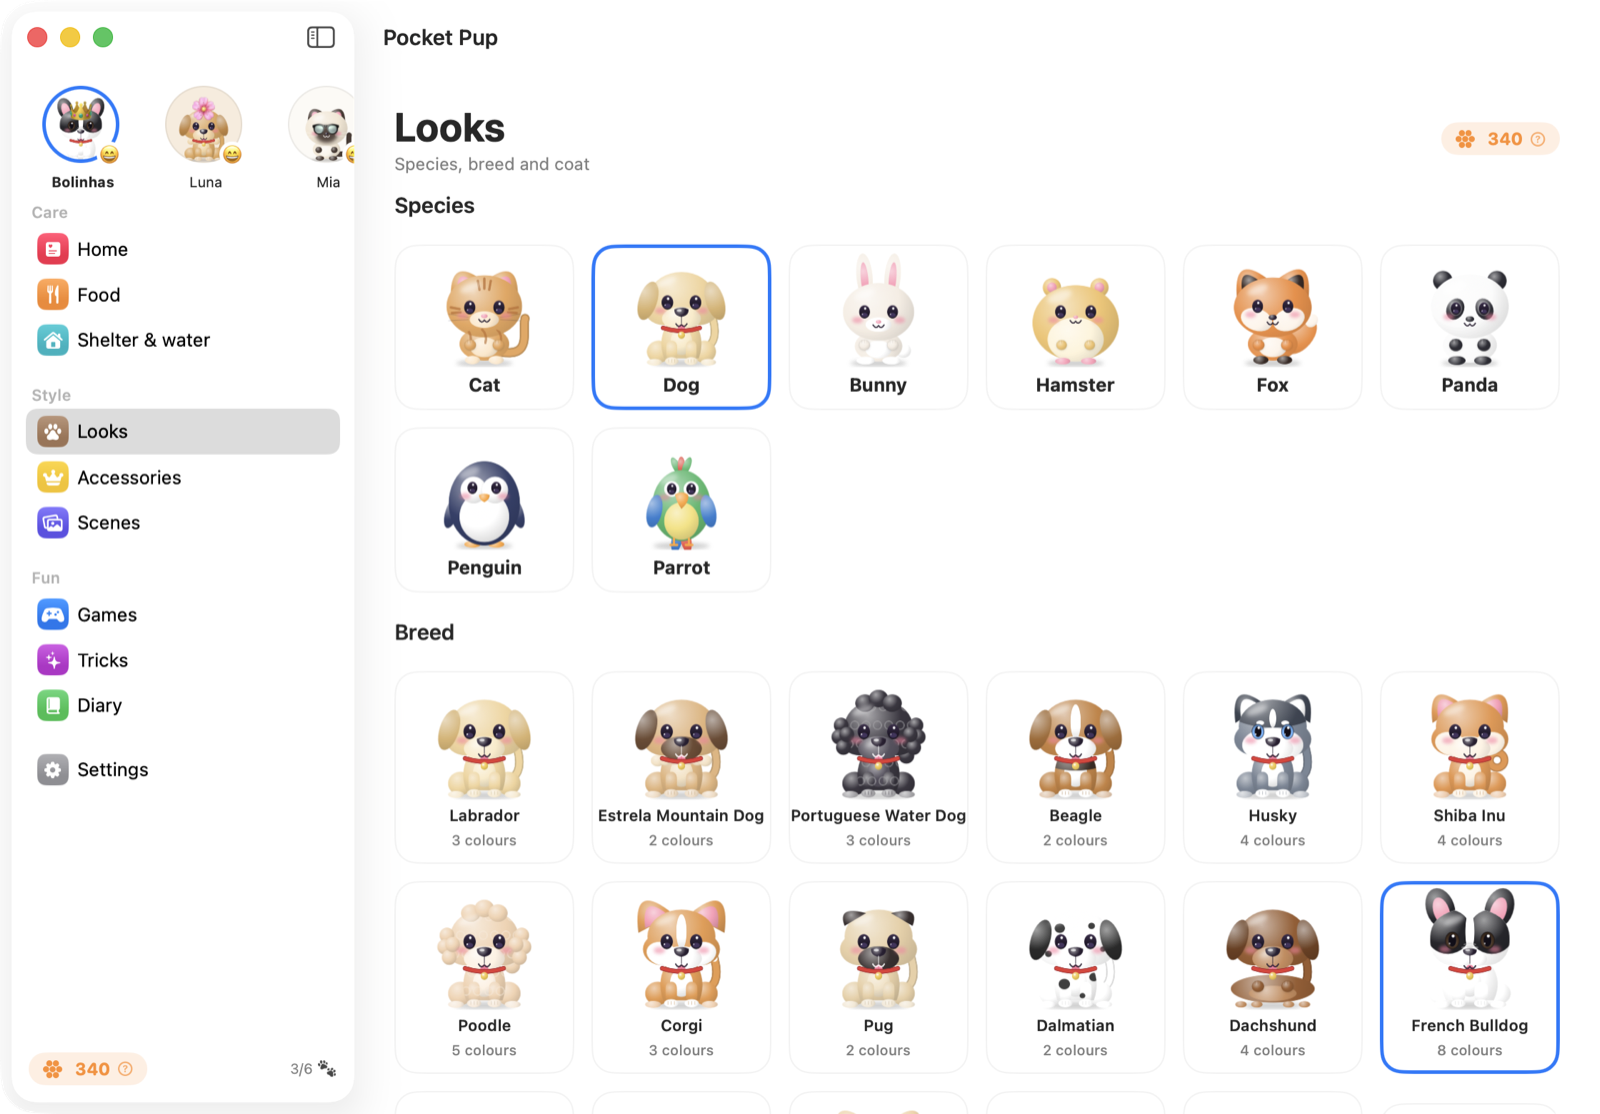 Pocket Pup
Bolinhas
Luna
Mia
Care
Home
Food
Shelter & water
Style
Looks
Accessories
Scenes
Fun
Games
Tricks
Diary
Settings
340
3/6
Looks
340
Species, breed and coat
Species
Cat
Dog
Bunny
Hamster
Fox
Panda
Penguin
Parrot
Breed
Labrador
3 colours
Estrela Mountain Dog
2 colours
Portuguese Water Dog
3 colours
Beagle
2 colours
Husky
4 colours
Shiba Inu
4 colours
Poodle
5 colours
Corgi
3 colours
Pug
2 colours
Dalmatian
2 colours
Dachshund
4 colours
French Bulldog
8 colours